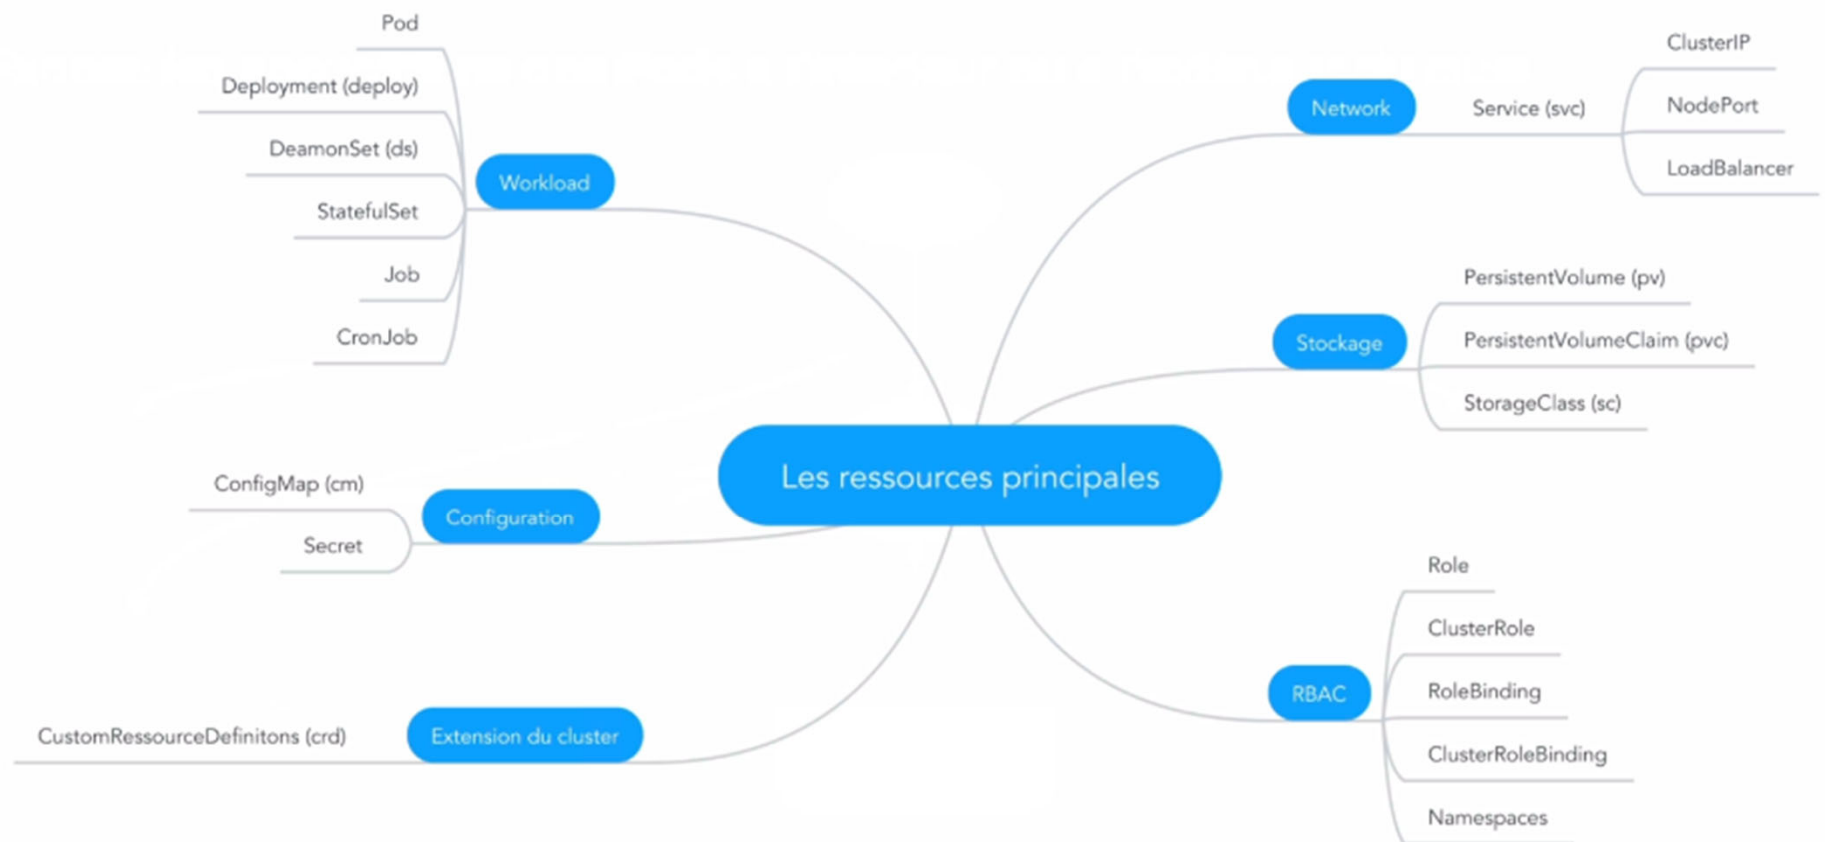 Les ressources principales
Workload
Pod
Deployment (deploy)
DeamonSet (ds)
StatefulSet
Job
CronJob
Configuration
ConfigMap (cm)
Secret
Extension du cluster
CustomRessourceDefinitons (crd)
Network
Service (svc)
ClusterIP
NodePort
LoadBalancer
Stockage
PersistentVolume (pv)
PersistentVolumeClaim (pvc)
StorageClass (sc)
RBAC
Role
ClusterRole
RoleBinding
ClusterRoleBinding
Namespaces